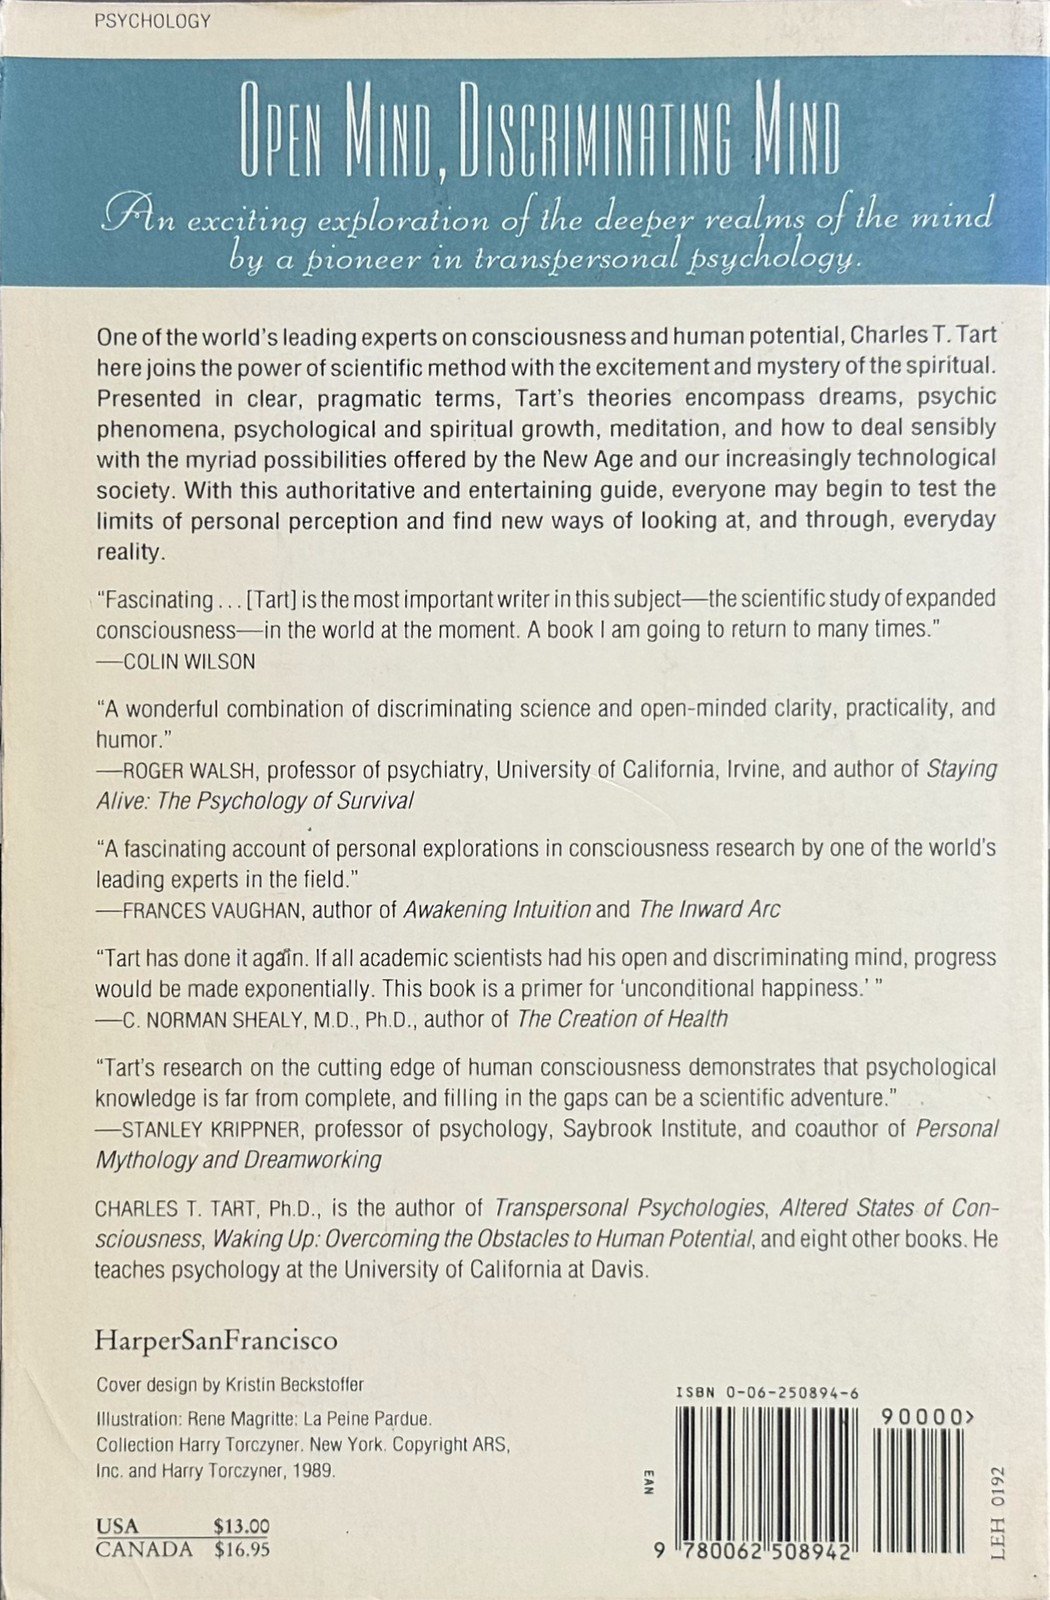 PSYCHOLOGY
OPEN MIND, DISCRIMINATING MIND
An exciting exploration of the deeper realms of the mind
by a pioneer in transpersonal psychology.
One of the world's leading experts on consciousness and human potential, Charles T. Tart
here joins the power of scientific method with the excitement and mystery of the spiritual.
Presented in clear, pragmatic terms, Tart's theories encompass dreams, psychic
phenomena, psychological and spiritual growth, meditation, and how to deal sensibly
with the myriad possibilities offered by the New Age and our increasingly technological
society. With this authoritative and entertaining guide, everyone may begin to test the
limits of personal perception and find new ways of looking at, and through, everyday
reality.
“Fascinating . . . [Tart] is the most important writer in this subject—the scientific study of expanded
consciousness—in the world at the moment. A book I am going to return to many times.”
—COLIN WILSON
“A wonderful combination of discriminating science and open-minded clarity, practicality, and
humor.”
—ROGER WALSH, professor of psychiatry, University of California, Irvine, and author of Staying
Alive: The Psychology of Survival
“A fascinating account of personal explorations in consciousness research by one of the world's
leading experts in the field.”
—FRANCES VAUGHAN, author of Awakening Intuition and The Inward Arc
“Tart has done it again. If all academic scientists had his open and discriminating mind, progress
would be made exponentially. This book is a primer for ‘unconditional happiness.’ ”
—C. NORMAN SHEALY, M.D., Ph.D., author of The Creation of Health
“Tart's research on the cutting edge of human consciousness demonstrates that psychological
knowledge is far from complete, and filling in the gaps can be a scientific adventure.”
—STANLEY KRIPPNER, professor of psychology, Saybrook Institute, and coauthor of Personal
Mythology and Dreamworking
CHARLES T. TART, Ph.D., is the author of Transpersonal Psychologies, Altered States of Con-
sciousness, Waking Up: Overcoming the Obstacles to Human Potential, and eight other books. He
teaches psychology at the University of California at Davis.
HarperSanFrancisco
Cover design by Kristin Beckstoffer
Illustration: Rene Magritte: La Peine Pardue.
Collection Harry Torczyner. New York. Copyright ARS,
Inc. and Harry Torczyner, 1989.
USA $13.00
CANADA $16.95
ISBN 0-06-250894-6
90000>
EAN
9 780062 508942
LEH 0192